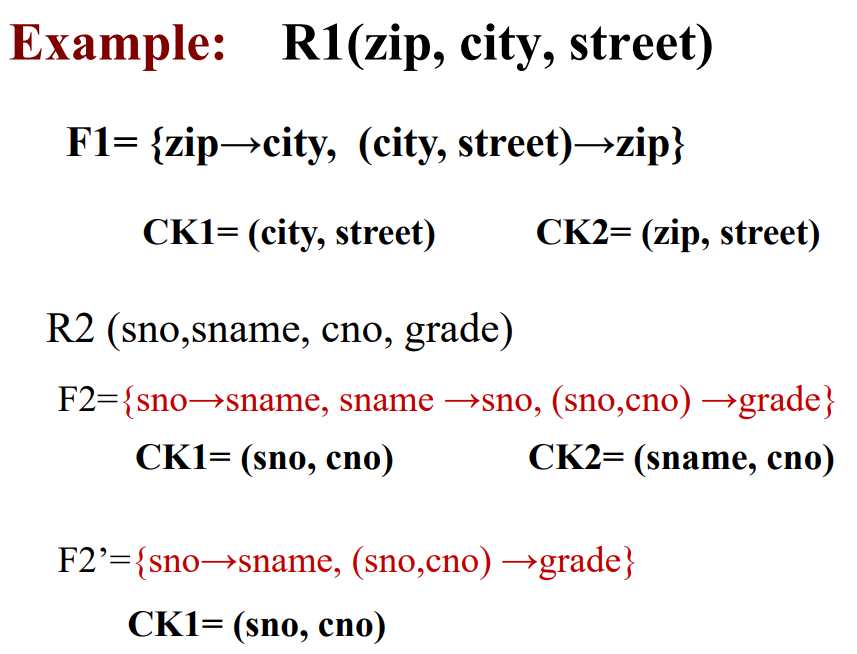 Example: R1(zip, city, street)
F1= {zip→city, (city, street)→zip}
CK1= (city, street) CK2= (zip, street)
R2 (sno,sname, cno, grade)
F2={sno→sname, sname →sno, (sno,cno) →grade}
CK1= (sno, cno) CK2= (sname, cno)
F2’={sno→sname, (sno,cno) →grade}
CK1= (sno, cno)